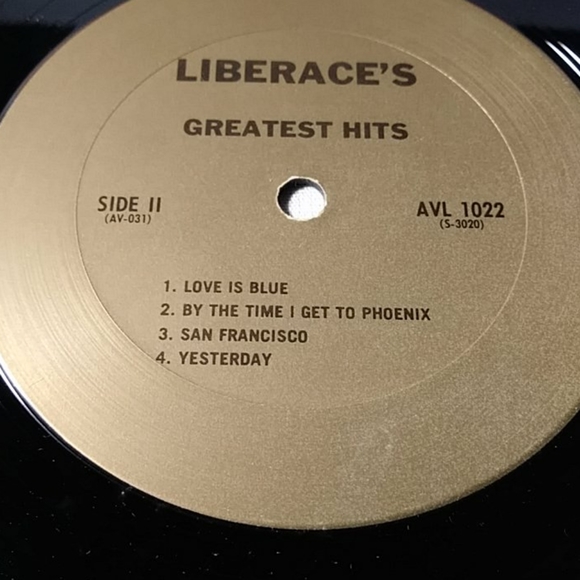 LIBERACE'S
GREATEST HITS
SIDE II
(AV-031)
AVL 1022
(S-3020)
1. LOVE IS BLUE
2. BY THE TIME I GET TO PHOENIX
3. SAN FRANCISCO
4. YESTERDAY